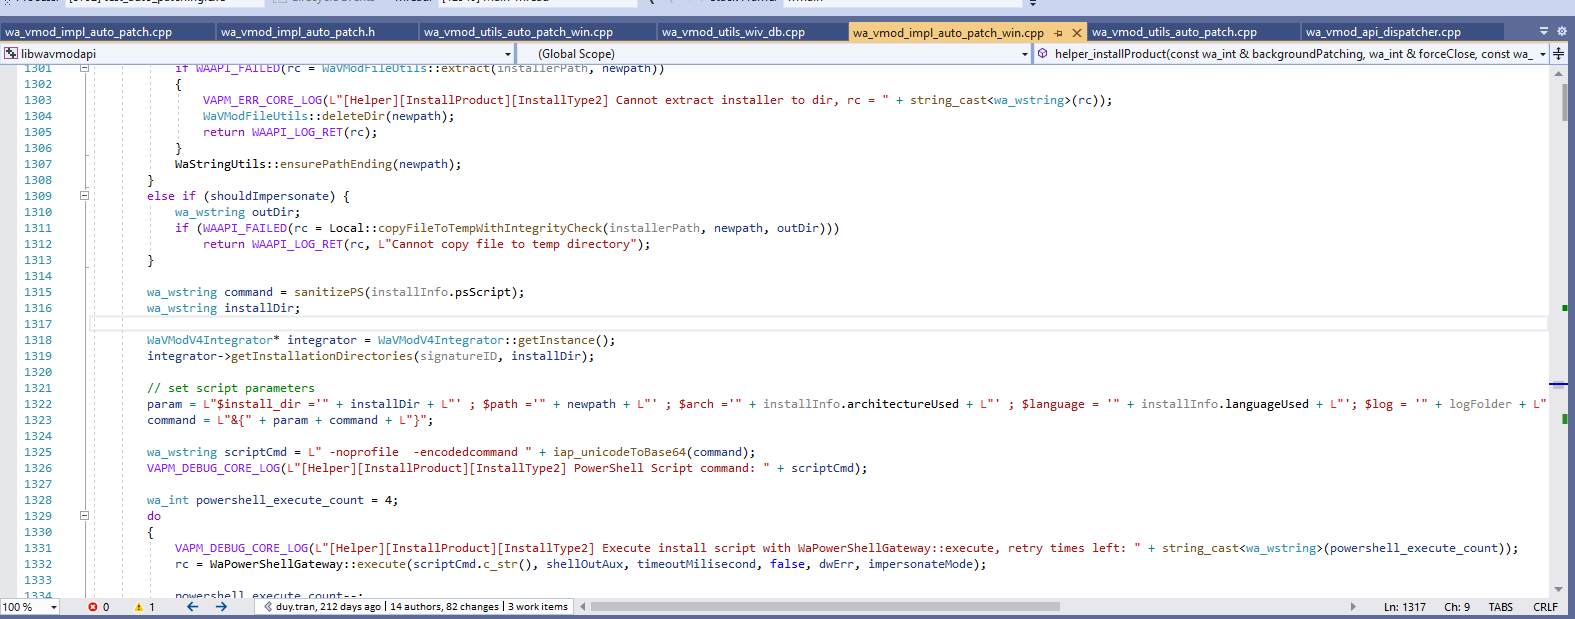 wa_vmod_impl_auto_patch.cpp wa_vmod_impl_auto_patch.h wa_vmod_utils_auto_patch_win.cpp wa_vmod_utils_wiv_db.cpp wa_vmod_impl_auto_patch_win.cpp wa_vmod_utils_auto_patch.cpp wa_vmod_api_dispatcher.cpp
libwavmodapi (Global Scope) helper_installProduct(const wa_int & backgroundPatching, wa_int & forceClose, const wa_
1301 if WAAPI_FAILED(rc = WaVModFileUtils::extract(installerPath, newpath))
1302 {
1303 VAPM_ERR_CORE_LOG(L"[Helper][InstallProduct][InstallType2] Cannot extract installer to dir, rc = " + string_cast<wa_wstring>(rc));
1304 WaVModFileUtils::deleteDir(newpath);
1305 return WAAPI_LOG_RET(rc);
1306 }
1307 WaStringUtils::ensurePathEnding(newpath);
1308 }
1309 else if (shouldImpersonate) {
1310 wa_wstring outDir;
1311 if (WAAPI_FAILED(rc = Local::copyFileToTempWithIntegrityCheck(installerPath, newpath, outDir)))
1312 return WAAPI_LOG_RET(rc, L"Cannot copy file to temp directory");
1313 }
1314
1315 wa_wstring command = sanitizePS(installInfo.psScript);
1316 wa_wstring installDir;
1317
1318 WaVModV4Integrator* integrator = WaVModV4Integrator::getInstance();
1319 integrator->getInstallationDirectories(signatureID, installDir);
1320
1321 // set script parameters
1322 param = L"$install_dir ='" + installDir + L"' ; $path ='" + newpath + L"' ; $arch ='" + installInfo.architectureUsed + L"' ; $language = '" + installInfo.languageUsed + L"'; $log = '" + logFolder + L"
1323 command = L"&{" + param + command + L"}";
1324
1325 wa_wstring scriptCmd = L" -noprofile  -encodedcommand " + iap_unicodeToBase64(command);
1326 VAPM_DEBUG_CORE_LOG(L"[Helper][InstallProduct][InstallType2] PowerShell Script command: " + scriptCmd);
1327
1328 wa_int powershell_execute_count = 4;
1329 do
1330 {
1331 VAPM_DEBUG_CORE_LOG(L"[Helper][InstallProduct][InstallType2] Execute install script with WaPowerShellGateway::execute, retry times left: " + string_cast<wa_wstring>(powershell_execute_count));
1332 rc = WaPowerShellGateway::execute(scriptCmd.c_str(), shellOutAux, timeoutMilisecond, false, dwErr, impersonateMode);
1333
1334 powershell_execute_count--;
100 % 0 1 duy.tran, 212 days ago | 14 authors, 82 changes | 3 work items Ln: 1317 Ch: 9 TABS CRLF